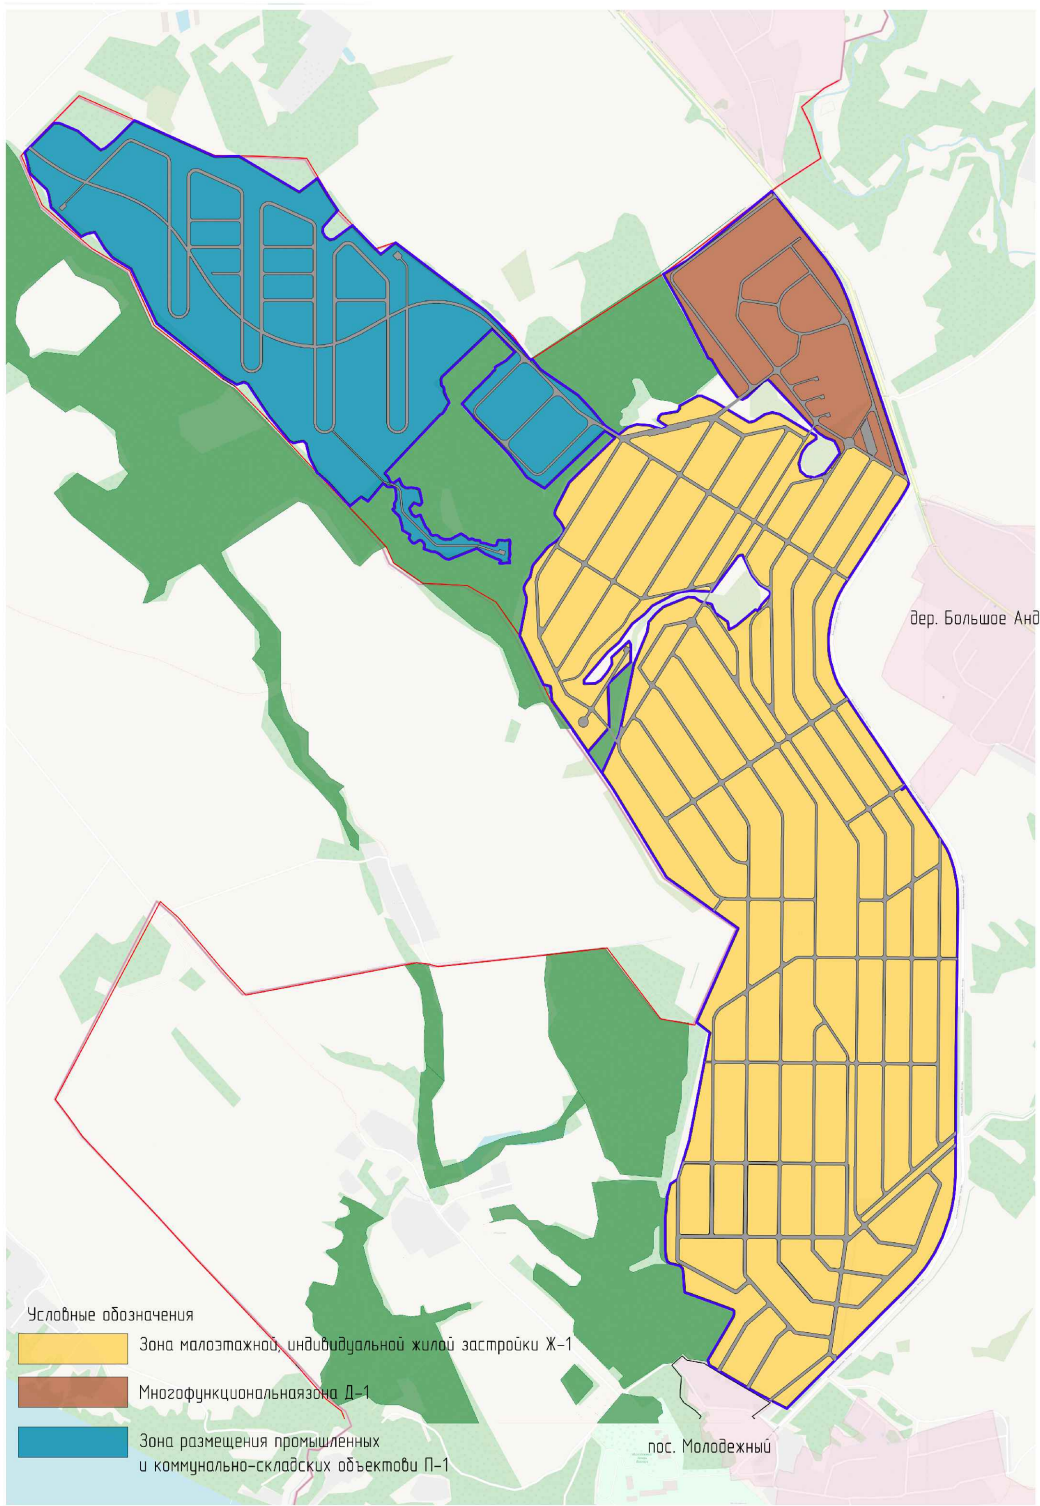 дер. Большое Анд
Условные обозначения
Зона малоэтажной, индивидуальной жилой застройки Ж-1
Многофункциональнаязона Д-1
Зона размещения промышленных
и коммунально-складских объектови П-1
пос. Молодежный